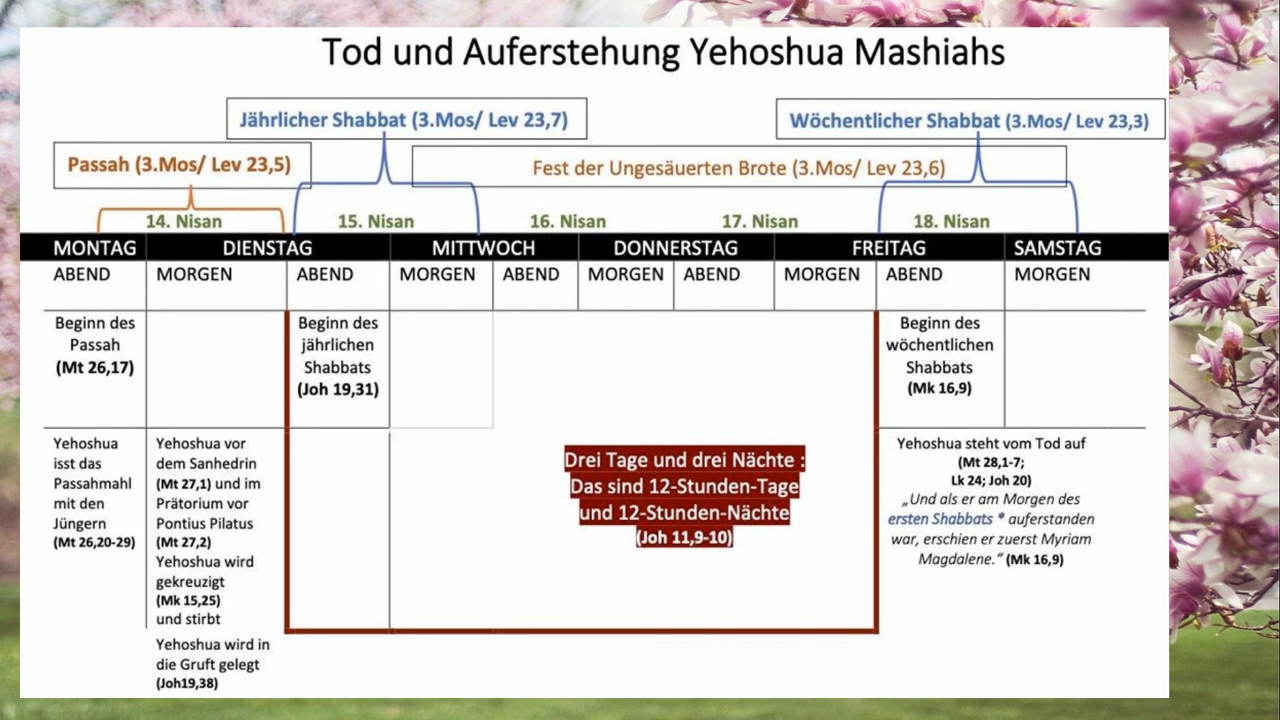 Tod und Auferstehung Yehoshua Mashiahs
Jährlicher Shabbat (3.Mos/ Lev 23,7)
Wöchentlicher Shabbat (3.Mos/ Lev 23,3)
Passah (3.Mos/ Lev 23,5)
Fest der Ungesäuerten Brote (3.Mos/ Lev 23,6)
14. Nisan
15. Nisan
16. Nisan
17. Nisan
18. Nisan
MONTAG
DIENSTAG
MITTWOCH
DONNERSTAG
FREITAG
SAMSTAG
ABEND
MORGEN
ABEND
MORGEN
ABEND
MORGEN
ABEND
MORGEN
ABEND
MORGEN
Beginn des
Passah
(Mt 26,17)
Beginn des
jährlichen
Shabbats
(Joh 19,31)
Beginn des
wöchentlichen
Shabbats
(Mk 16,9)
Yehoshua
isst das
Passahmahl
mit den
Jüngern
(Mt 26,20-29)
Yehoshua vor
dem Sanhedrin
(Mt 27,1) und im
Prätorium vor
Pontius Pilatus
(Mt 27,2)
Yehoshua wird
gekreuzigt
(Mk 15,25)
und stirbt
Yehoshua wird in
die Gruft gelegt
(Joh19,38)
Drei Tage und drei Nächte :
Das sind 12-Stunden-Tage
und 12-Stunden-Nächte
(Joh 11,9-10)
Yehoshua steht vom Tod auf
(Mt 28,1-7;
Lk 24; Joh 20)
„Und als er am Morgen des
ersten Shabbats * auferstanden
war, erschien er zuerst Myriam
Magdalene.“ (Mk 16,9)